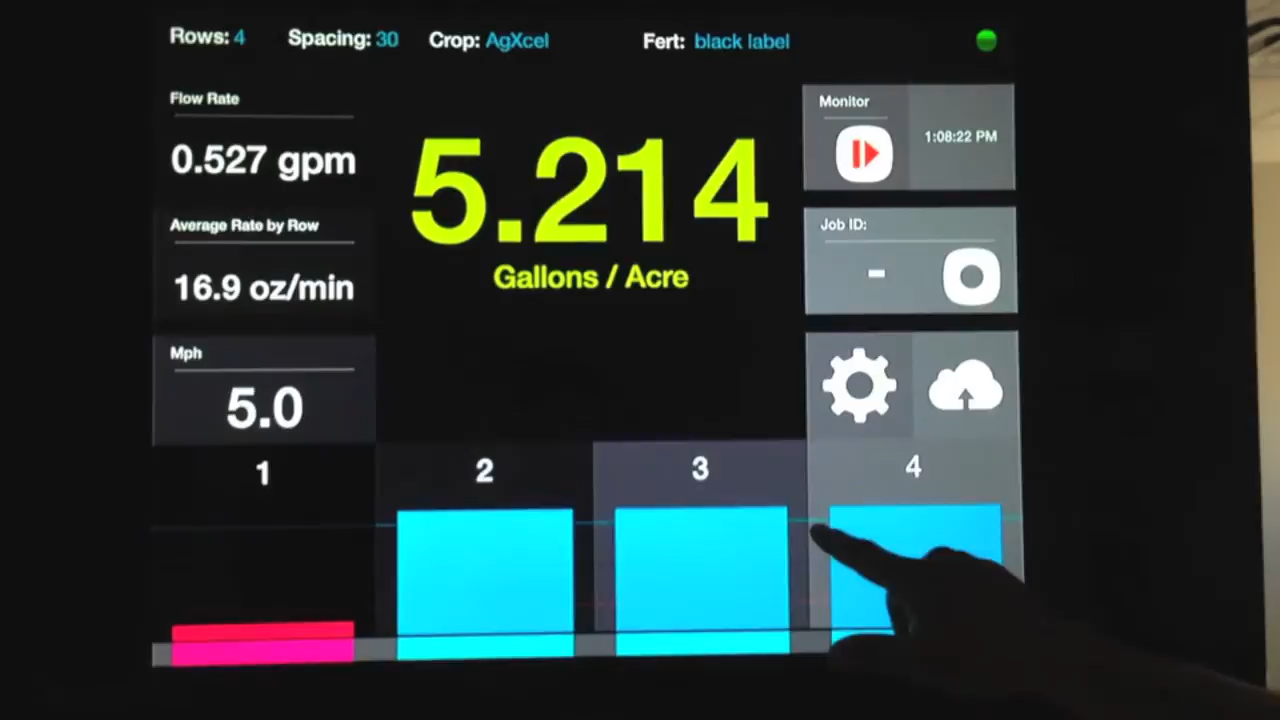 Rows: 4 Spacing: 30 Crop: AgXcel Fert: black label
Flow Rate
0.527 gpm
Average Rate by Row
16.9 oz/min
Mph
5.0
5.214
Gallons / Acre
Monitor
1:08:22 PM
Job ID:
-
1 2 3 4